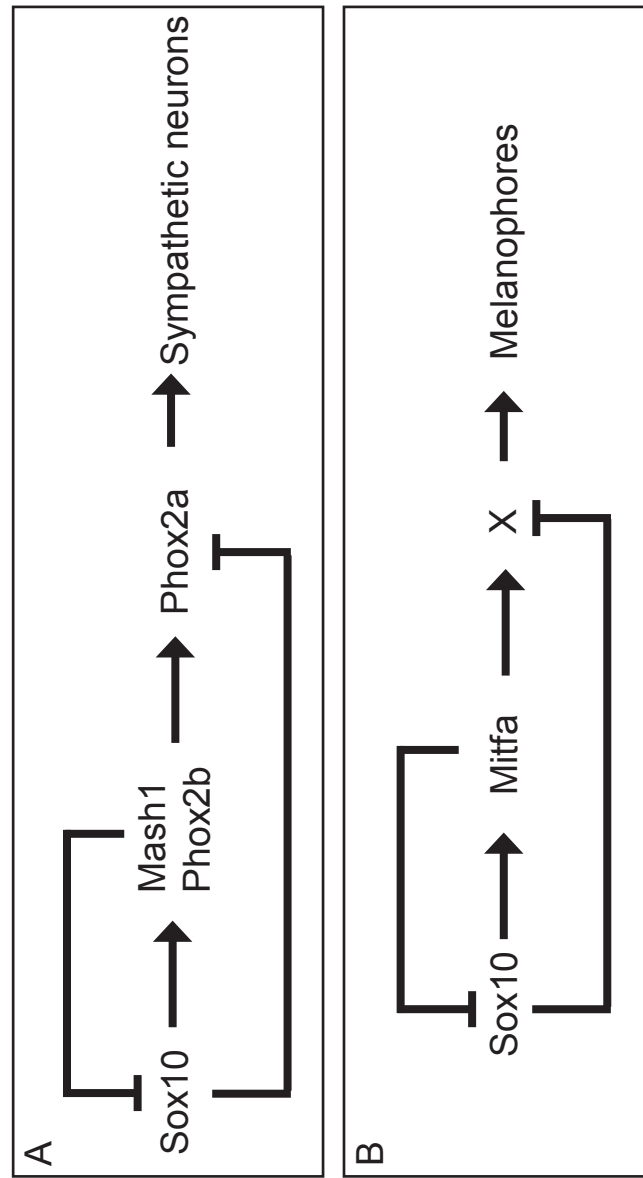 A
Sox10
Mash1
Phox2b
Phox2a
Sympathetic neurons
B
Sox10
Mitfa
X
Melanophores